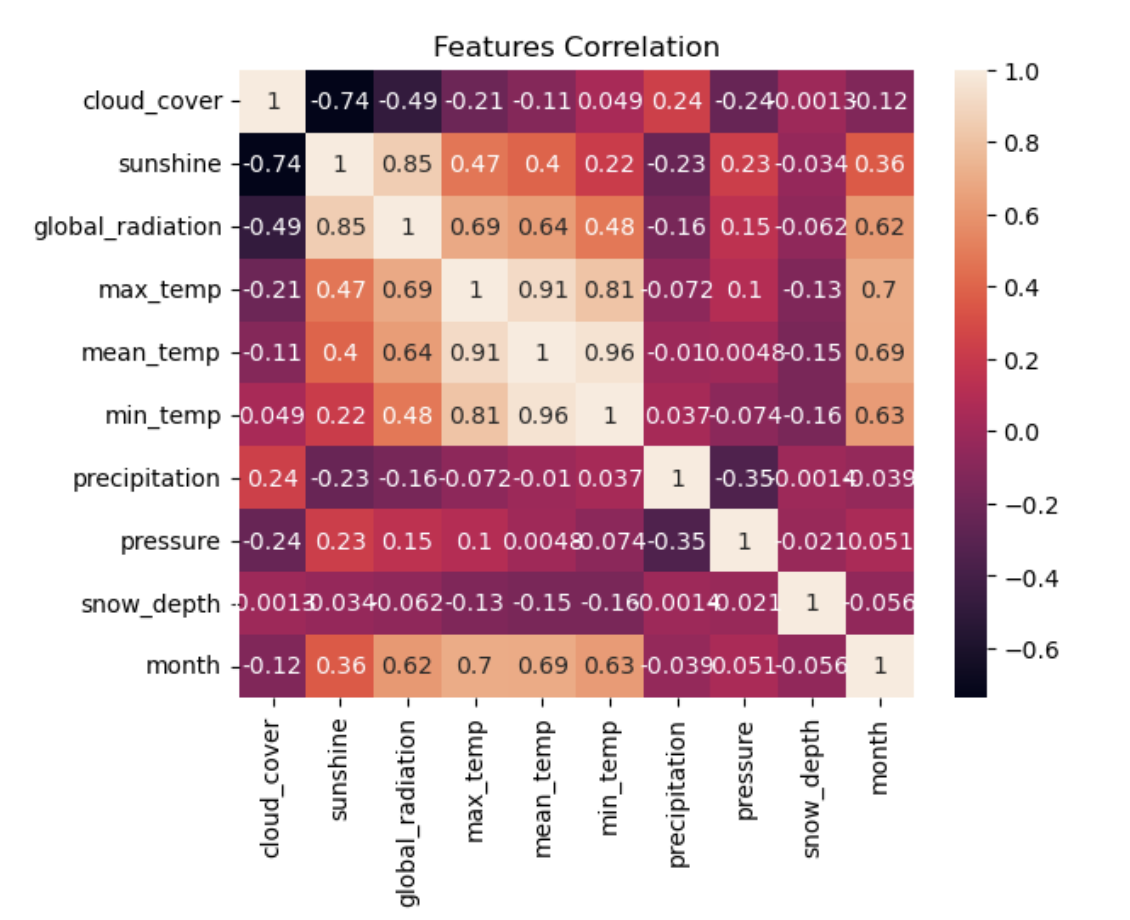 Features Correlation
cloud_cover 1 -0.74 -0.49 -0.21 -0.11 0.049 0.24 -0.24 -0.0013 -0.12
sunshine -0.74 1 0.85 0.47 0.4 0.22 -0.23 0.23 -0.034 0.36
global_radiation -0.49 0.85 1 0.69 0.64 0.48 -0.16 0.15 -0.062 0.62
max_temp -0.21 0.47 0.69 1 0.91 0.81 -0.072 0.1 -0.13 0.7
mean_temp -0.11 0.4 0.64 0.91 1 0.96 -0.01 0.0048 -0.15 0.69
min_temp 0.049 0.22 0.48 0.81 0.96 1 0.037 -0.074 -0.16 0.63
precipitation 0.24 -0.23 -0.16 -0.072 -0.01 0.037 1 -0.35 -0.0014 -0.039
pressure -0.24 0.23 0.15 0.1 0.0048 -0.074 -0.35 1 -0.021 0.051
snow_depth -0.0013 -0.034 -0.062 -0.13 -0.15 -0.16 -0.0014 -0.021 1 -0.056
month -0.12 0.36 0.62 0.7 0.69 0.63 -0.039 0.051 -0.056 1
cloud_cover
sunshine
global_radiation
max_temp
mean_temp
min_temp
precipitation
pressure
snow_depth
month
1.0
0.8
0.6
0.4
0.2
0.0
−0.2
−0.4
−0.6